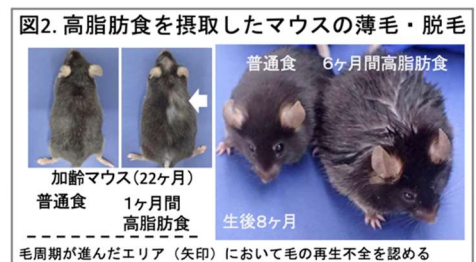 図2. 高脂肪食を摂取したマウスの薄毛・脱毛
普通食 6ヶ月間高脂肪食
加齢マウス(22ヶ月)
普通食 1ヶ月間
高脂肪食
生後8ヶ月
毛周期が進んだエリア（矢印）において毛の再生不全を認める